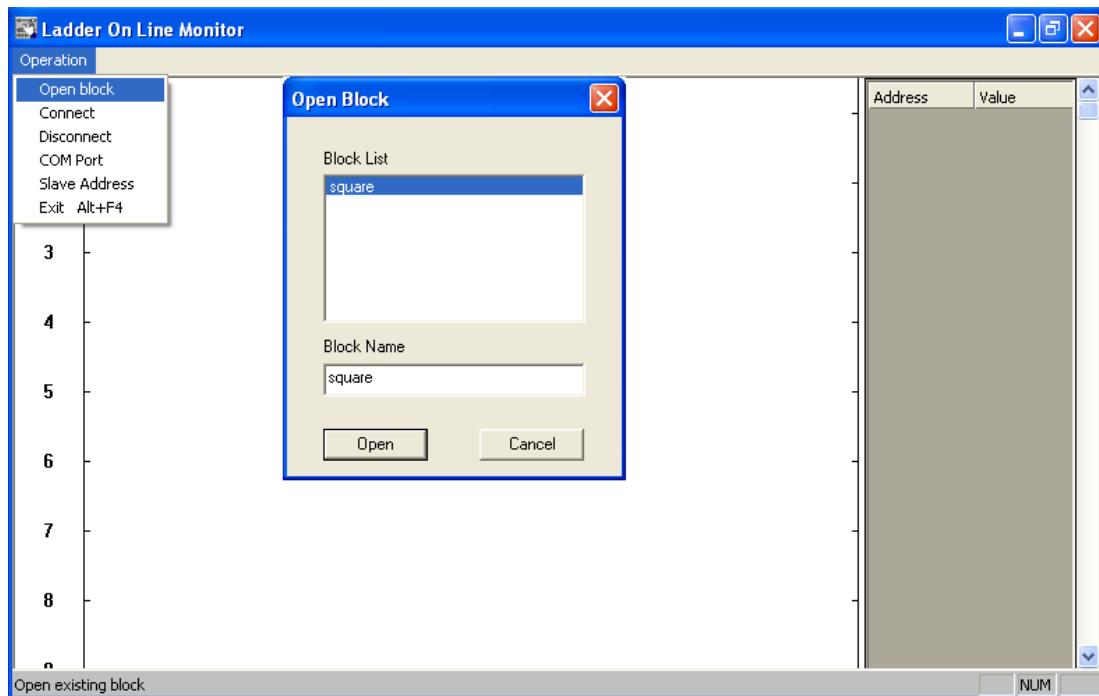 Ladder On Line Monitor
Operation
Open block
Connect
Disconnect
COM Port
Slave Address
Exit Alt+F4
3
4
5
6
7
8
Open Block
Block List
square
Block Name
square
Open Cancel
Address Value
Open existing block
NUM